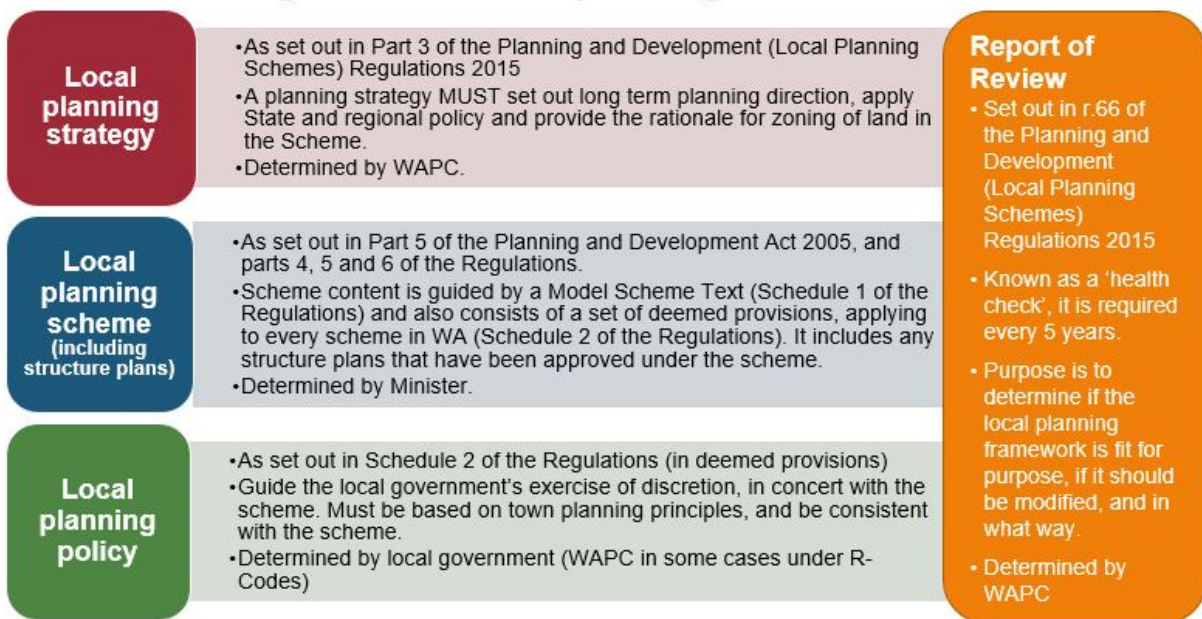 Local
planning
strategy
•As set out in Part 3 of the Planning and Development (Local Planning
Schemes) Regulations 2015
•A planning strategy MUST set out long term planning direction, apply
State and regional policy and provide the rationale for zoning of land in
the Scheme.
•Determined by WAPC.
Local
planning
scheme
(including
structure plans)
•As set out in Part 5 of the Planning and Development Act 2005, and
parts 4, 5 and 6 of the Regulations.
•Scheme content is guided by a Model Scheme Text (Schedule 1 of the
Regulations) and also consists of a set of deemed provisions, applying
to every scheme in WA (Schedule 2 of the Regulations). It includes any
structure plans that have been approved under the scheme.
•Determined by Minister.
Local
planning
policy
•As set out in Schedule 2 of the Regulations (in deemed provisions)
•Guide the local government's exercise of discretion, in concert with the
scheme. Must be based on town planning principles, and be consistent
with the scheme.
•Determined by local government (WAPC in some cases under R-
Codes)
Report of
Review
• Set out in r.66 of
the Planning and
Development
(Local Planning
Schemes)
Regulations 2015
• Known as a ‘health
check’, it is required
every 5 years.
• Purpose is to
determine if the
local planning
framework is fit for
purpose, if it should
be modified, and in
what way.
• Determined by
WAPC